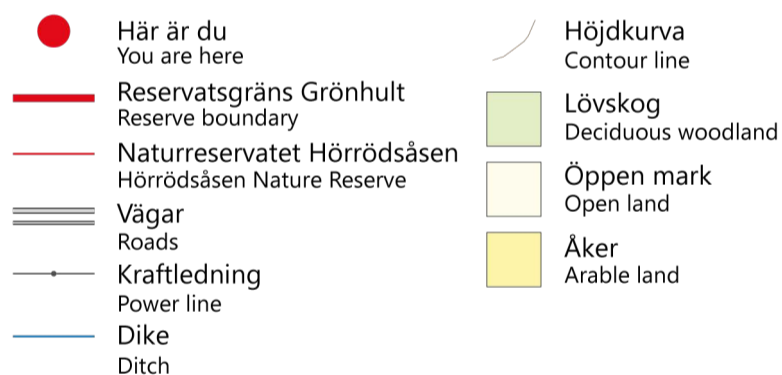 Här är du
You are here
Reservatsgräns Grönhult
Reserve boundary
Naturreservatet Hörrödsåsen
Hörrödsåsen Nature Reserve
Vägar
Roads
Kraftledning
Power line
Dike
Ditch
Höjdkurva
Contour line
Lövskog
Deciduous woodland
Öppen mark
Open land
Åker
Arable land